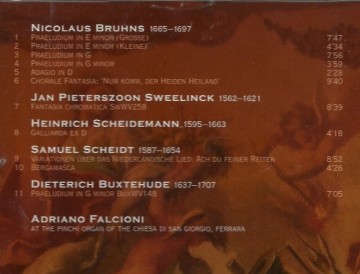 NICOLAUS BRUHNS 1665-1697
1 PRAELUDIUM IN E MINOR (GROSSE) 7'47
2 PRAELUDIUM IN E MINOR (KLEINE) 4'34
3 PRAELUDIUM IN G 7'56
4 PRAELUDIUM IN G MINOR 3'59
5 ADAGIO IN D 2'28
6 CHORALE FANTASIA: 'NUM KOMM, DER HEIDEN HEILAND' 9'40
JAN PIETERSZOON SWEELINCK 1562-1621
7 FANTASIA CHROMATICA SWWV258 8'39
HEINRICH SCHEIDEMANN 1595-1663
8 GALLIARDA EX D
SAMUEL SCHEIDT 1587-1654
9 VARIATIONEN ÜBER DAS NIEDERLANDISCHE LIED: ACH DU FEINER REITER 8'52
10 BERGAMASCA 4'26
DIETERICH BUXTEHUDE 1637-1707
11 PRAELUDIUM IN G MINOR BUXWV148 7'05
ADRIANO FALCIONI
AT THE PINCHI ORGAN OF THE CHIESA DI SAN GIORGIO, FERRARA